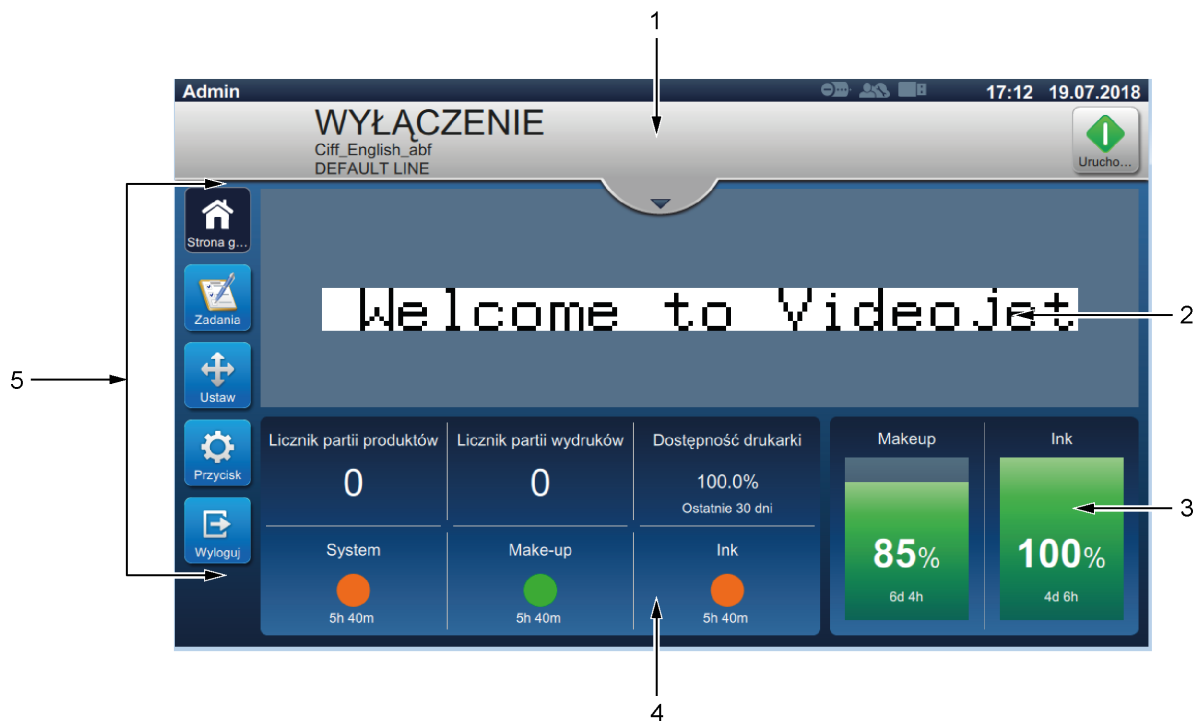 1
Admin 17:12 19.07.2018
WYŁĄCZENIE
Ciff_English_abf
DEFAULT LINE
Urucho...
Strona g...
Zadania
Ustaw
Przycisk
Wyloguj
Welcome to Videojet
2
5
Licznik partii produktów Licznik partii wydruków Dostępność drukarki
0 0 100.0%
Ostatnie 30 dni
System Make-up Ink
5h 40m 5h 40m 5h 40m
Makeup Ink
85% 100%
6d 4h 4d 6h
3
4